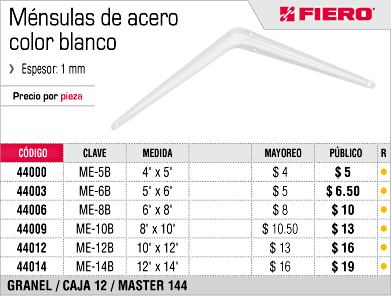 Ménsulas de acero
color blanco
FIERO®
❯ Espesor: 1 mm
Precio por pieza
CÓDIGO CLAVE MEDIDA MAYOREO PÚBLICO R
44000 ME-5B 4' x 5' $ 4 $ 5
44003 ME-6B 5' x 6' $ 5 $ 6.50
44006 ME-8B 6' x 8' $ 8 $ 10
44009 ME-10B 8' x 10' $ 10.50 $ 13
44012 ME-12B 10' x 12' $ 13 $ 16
44014 ME-14B 12' x 14' $ 16 $ 19
GRANEL / CAJA 12 / MASTER 144